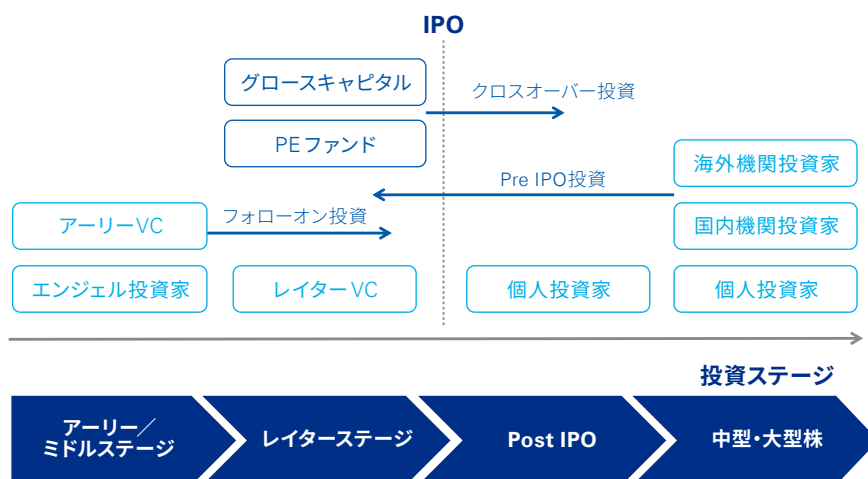 IPO
グロースキャピタル
クロスオーバー投資
PEファンド
海外機関投資家
Pre IPO投資
アーリーVC
フォローオン投資
国内機関投資家
エンジェル投資家
レイターVC
個人投資家
個人投資家
投資ステージ
アーリー／
ミドルステージ
レイターステージ
Post IPO
中型・大型株